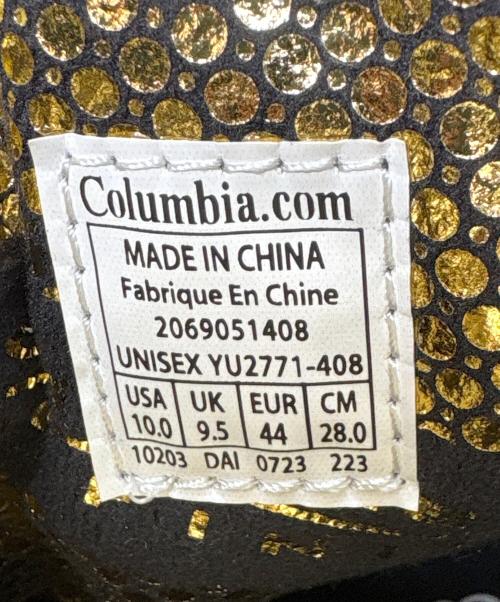 Columbia.com
MADE IN CHINA
Fabrique En Chine
2069051408
UNISEX YU2771-408
USA UK EUR CM
10.0 9.5 44 28.0
10203 DAI 0723 223